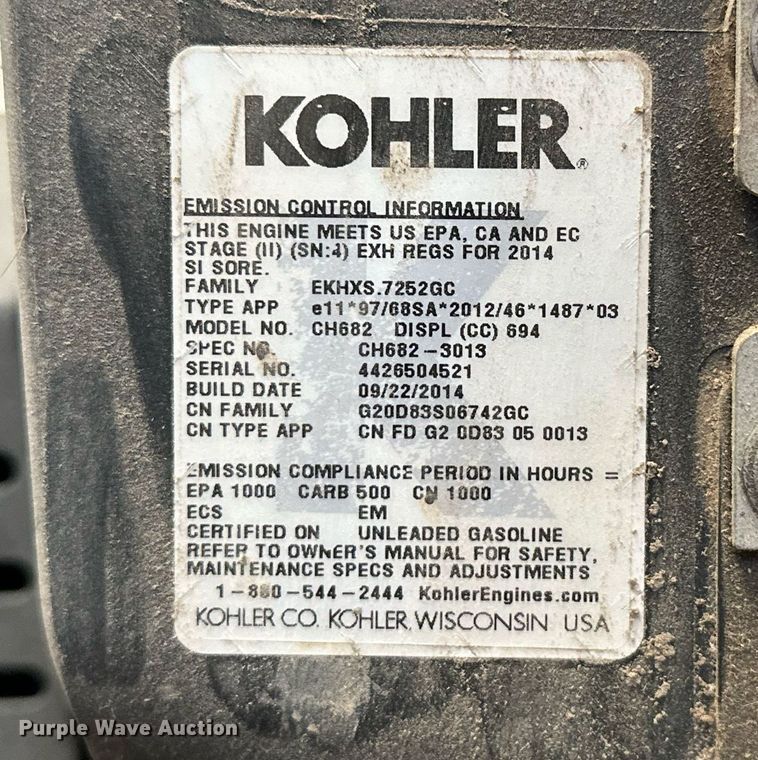 KOHLER®
EMISSION CONTROL INFORMATION
THIS ENGINE MEETS US EPA, CA AND EC
STAGE (II) (SN:4) EXH REGS FOR 2014
SI SORE.
FAMILY EKHXS.7252GC
TYPE APP e11*97/68SA*2012/46*1487*03
MODEL NO. CH682 DISPL (CC) 694
SPEC NO. CH682-3013
SERIAL NO. 4426504521
BUILD DATE 09/22/2014
CN FAMILY G20D83S06742GC
CN TYPE APP CN FD G2 0D83 05 0013
EMISSION COMPLIANCE PERIOD IN HOURS =
EPA 1000 CARB 500 CN 1000
ECS EM
CERTIFIED ON UNLEADED GASOLINE
REFER TO OWNER'S MANUAL FOR SAFETY,
MAINTENANCE SPECS AND ADJUSTMENTS
1-800-544-2444 KohlerEngines.com
KOHLER CO. KOHLER, WISCONSIN USA
Purple Wave Auction